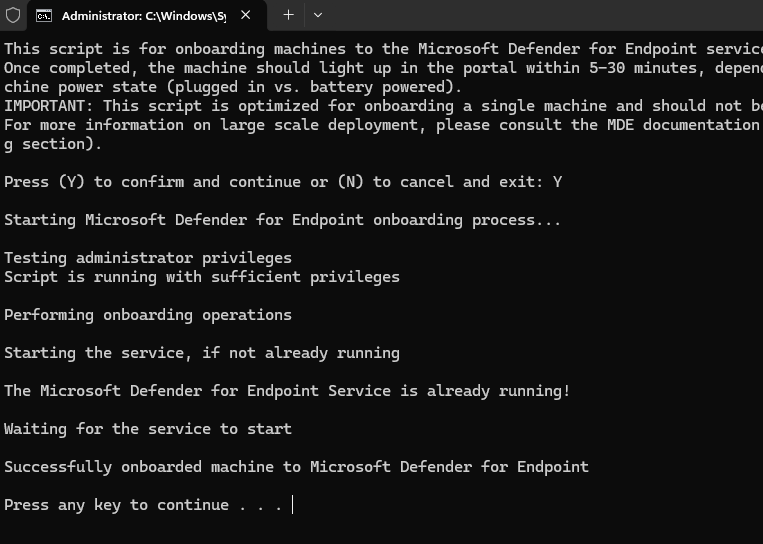 Administrator: C:\Windows\Sy
This script is for onboarding machines to the Microsoft Defender for Endpoint servic
Once completed, the machine should light up in the portal within 5-30 minutes, depen
chine power state (plugged in vs. battery powered).
IMPORTANT: This script is optimized for onboarding a single machine and should not b
For more information on large scale deployment, please consult the MDE documentation
g section).
Press (Y) to confirm and continue or (N) to cancel and exit: Y
Starting Microsoft Defender for Endpoint onboarding process...
Testing administrator privileges
Script is running with sufficient privileges
Performing onboarding operations
Starting the service, if not already running
The Microsoft Defender for Endpoint Service is already running!
Waiting for the service to start
Successfully onboarded machine to Microsoft Defender for Endpoint
Press any key to continue . . .